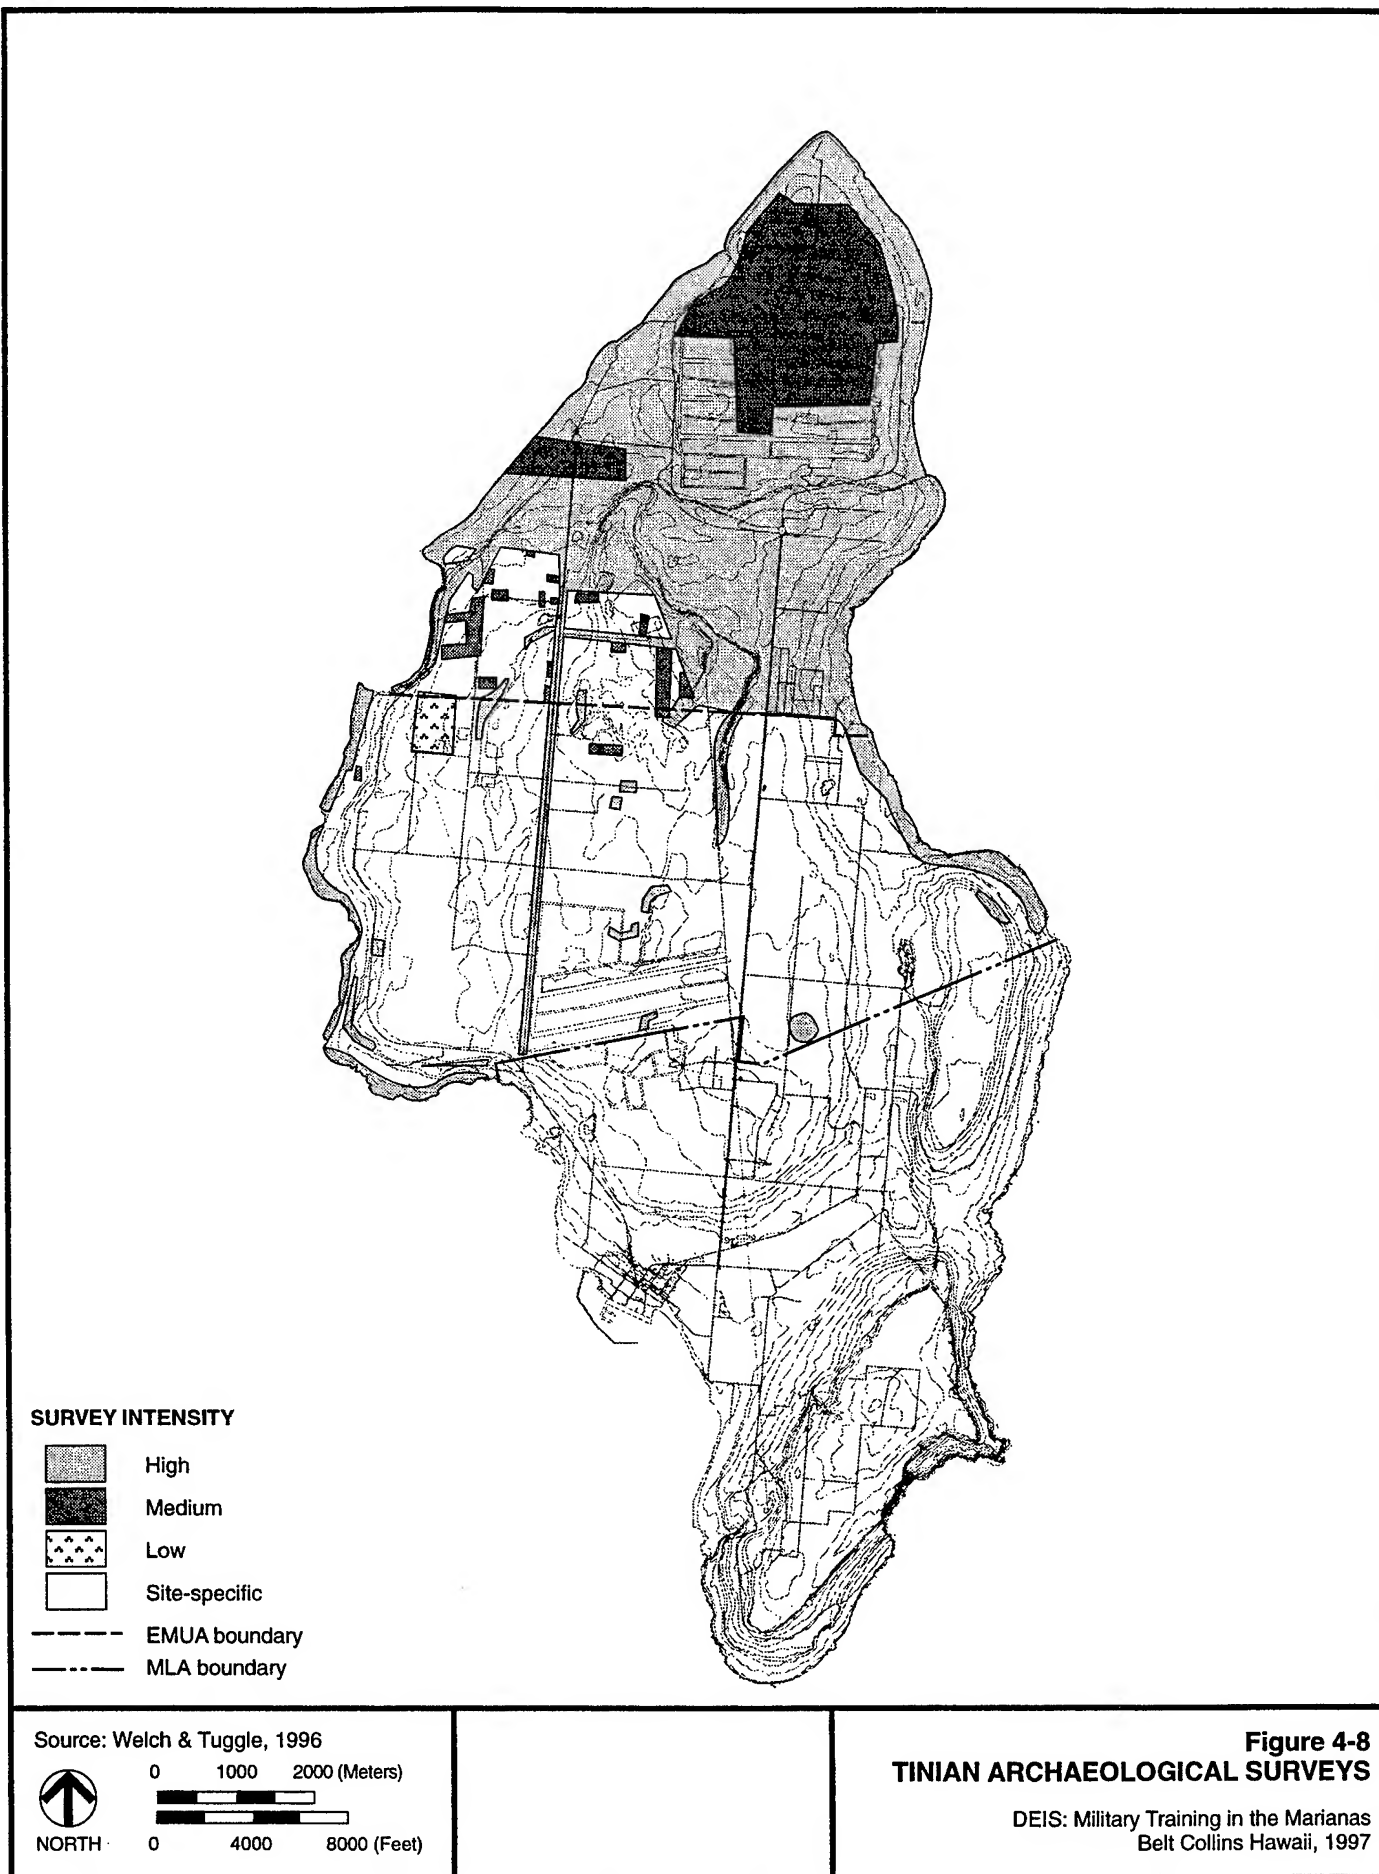 SURVEY INTENSITY
High
Medium
Low
Site-specific
EMUA boundary
MLA boundary
Source: Welch & Tuggle, 1996
0 1000 2000 (Meters)
NORTH
0 4000 8000 (Feet)
Figure 4-8
TINIAN ARCHAEOLOGICAL SURVEYS
DEIS: Military Training in the Marianas
Belt Collins Hawaii, 1997